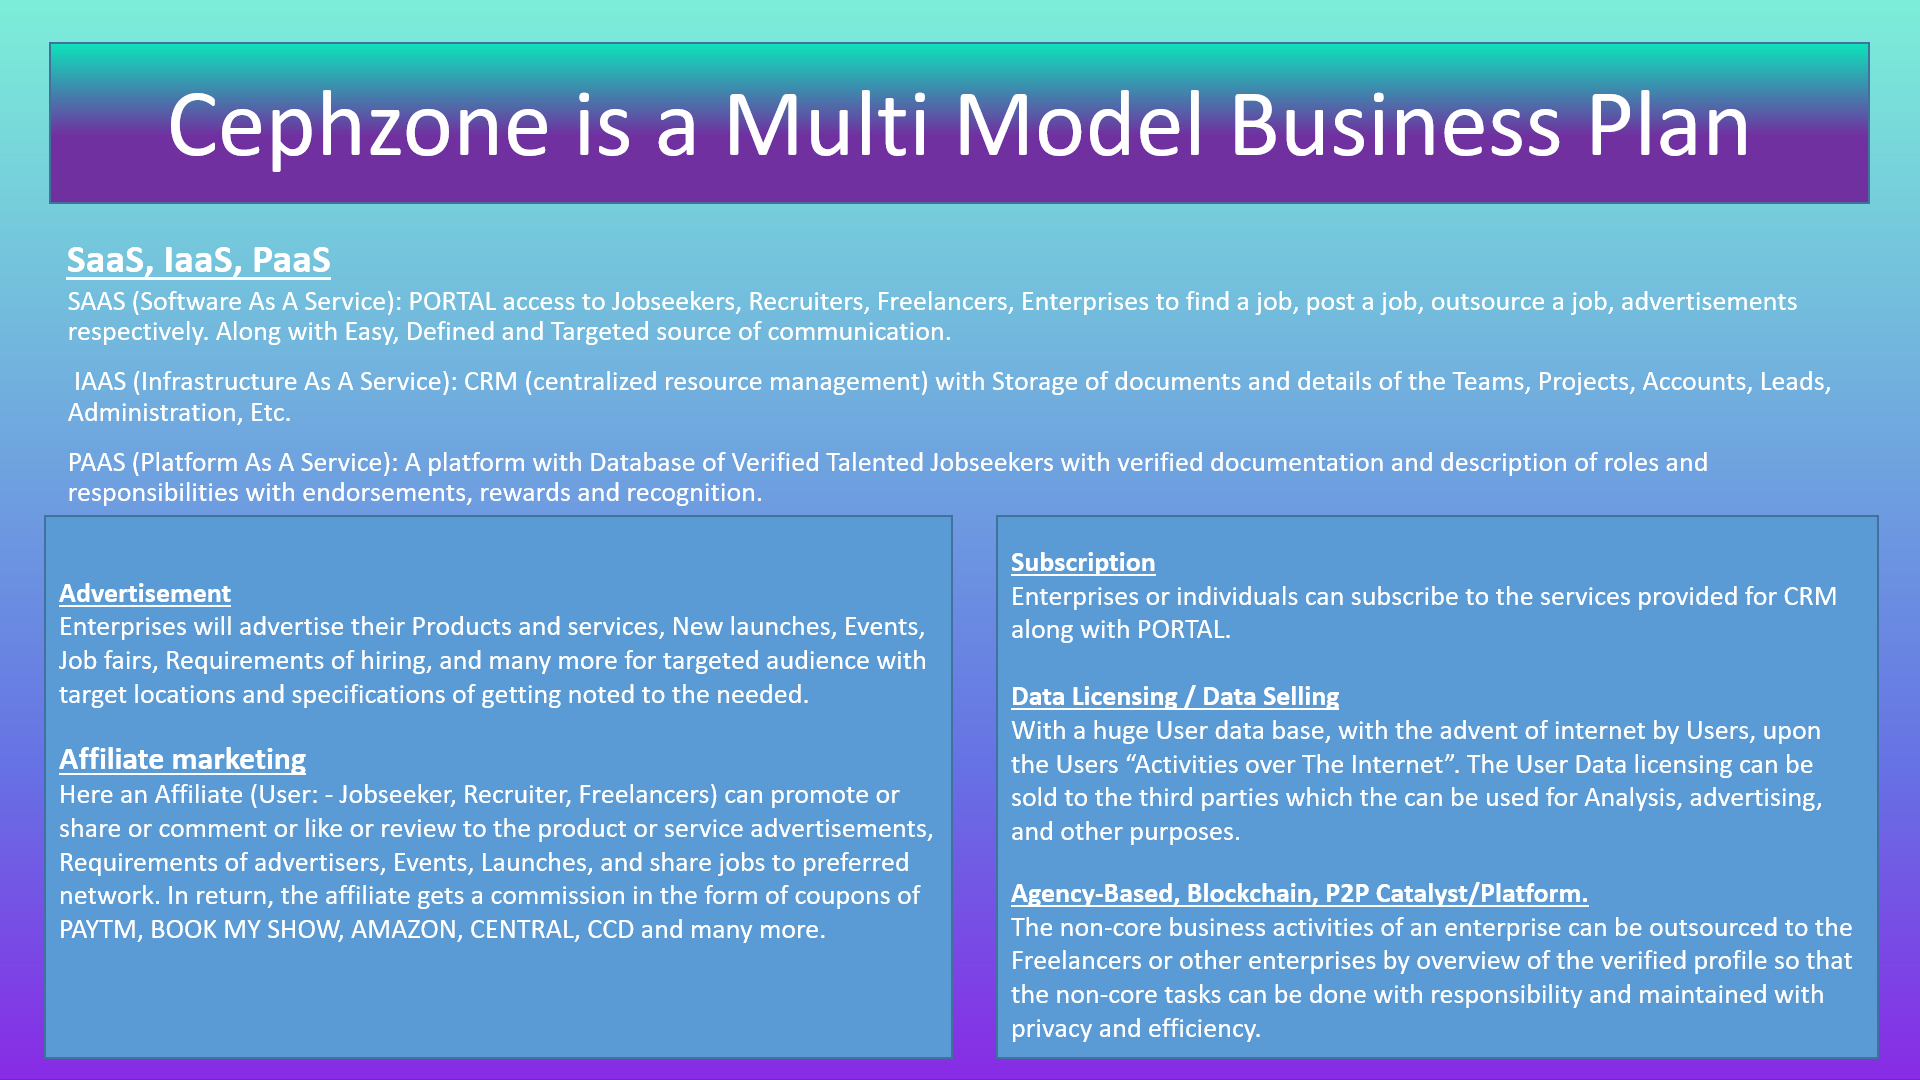 Cephzone is a Multi Model Business Plan
SaaS, IaaS, PaaS
SAAS (Software As A Service): PORTAL access to Jobseekers, Recruiters, Freelancers, Enterprises to find a job, post a job, outsource a job, advertisements
respectively. Along with Easy, Defined and Targeted source of communication.
IAAS (Infrastructure As A Service): CRM (centralized resource management) with Storage of documents and details of the Teams, Projects, Accounts, Leads,
Administration, Etc.
PAAS (Platform As A Service): A platform with Database of Verified Talented Jobseekers with verified documentation and description of roles and
responsibilities with endorsements, rewards and recognition.
Advertisement
Enterprises will advertise their Products and services, New launches, Events,
Job fairs, Requirements of hiring, and many more for targeted audience with
target locations and specifications of getting noted to the needed.
Affiliate marketing
Here an Affiliate (User: - Jobseeker, Recruiter, Freelancers) can promote or
share or comment or like or review to the product or service advertisements,
Requirements of advertisers, Events, Launches, and share jobs to preferred
network. In return, the affiliate gets a commission in the form of coupons of
PAYTM, BOOK MY SHOW, AMAZON, CENTRAL, CCD and many more.
Subscription
Enterprises or individuals can subscribe to the services provided for CRM
along with PORTAL.
Data Licensing / Data Selling
With a huge User data base, with the advent of internet by Users, upon
the Users “Activities over The Internet”. The User Data licensing can be
sold to the third parties which the can be used for Analysis, advertising,
and other purposes.
Agency-Based, Blockchain, P2P Catalyst/Platform.
The non-core business activities of an enterprise can be outsourced to the
Freelancers or other enterprises by overview of the verified profile so that
the non-core tasks can be done with responsibility and maintained with
privacy and efficiency.